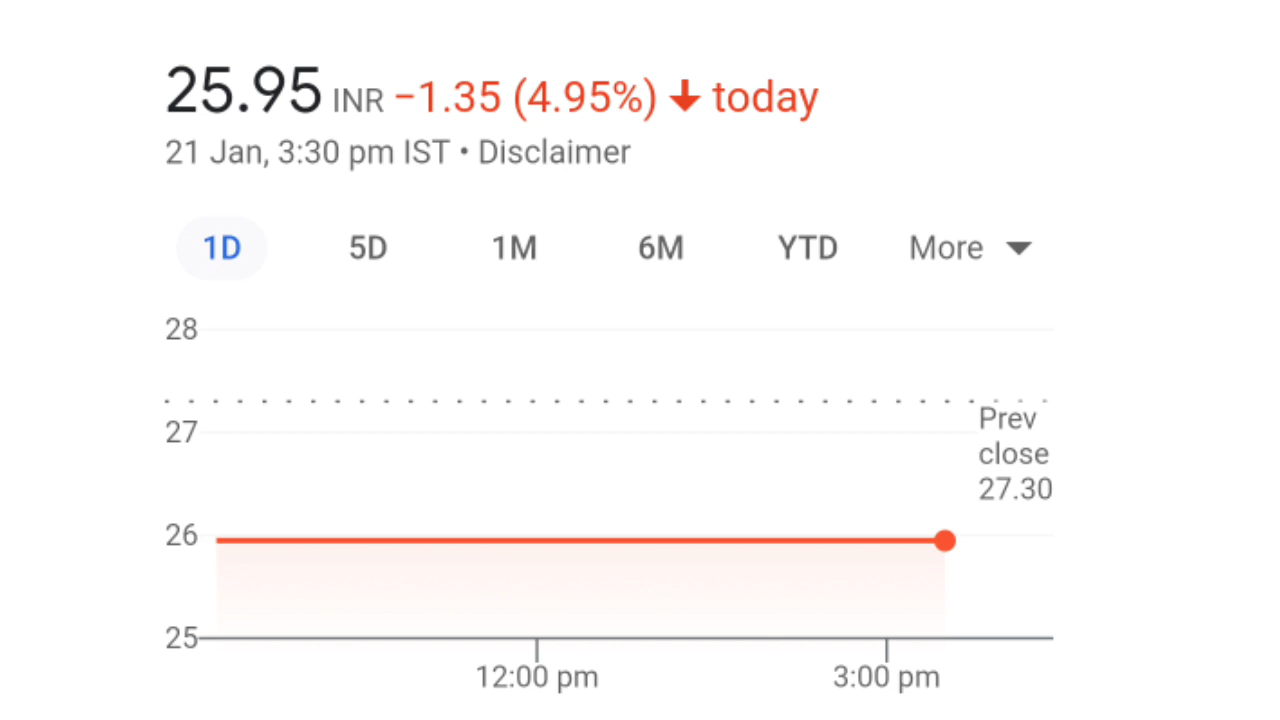 25.95 INR −1.35 (4.95%) ↓ today
21 Jan, 3:30 pm IST • Disclaimer
1D 5D 1M 6M YTD More
28
27
Prev
close
27.30
26
25
12:00 pm 3:00 pm